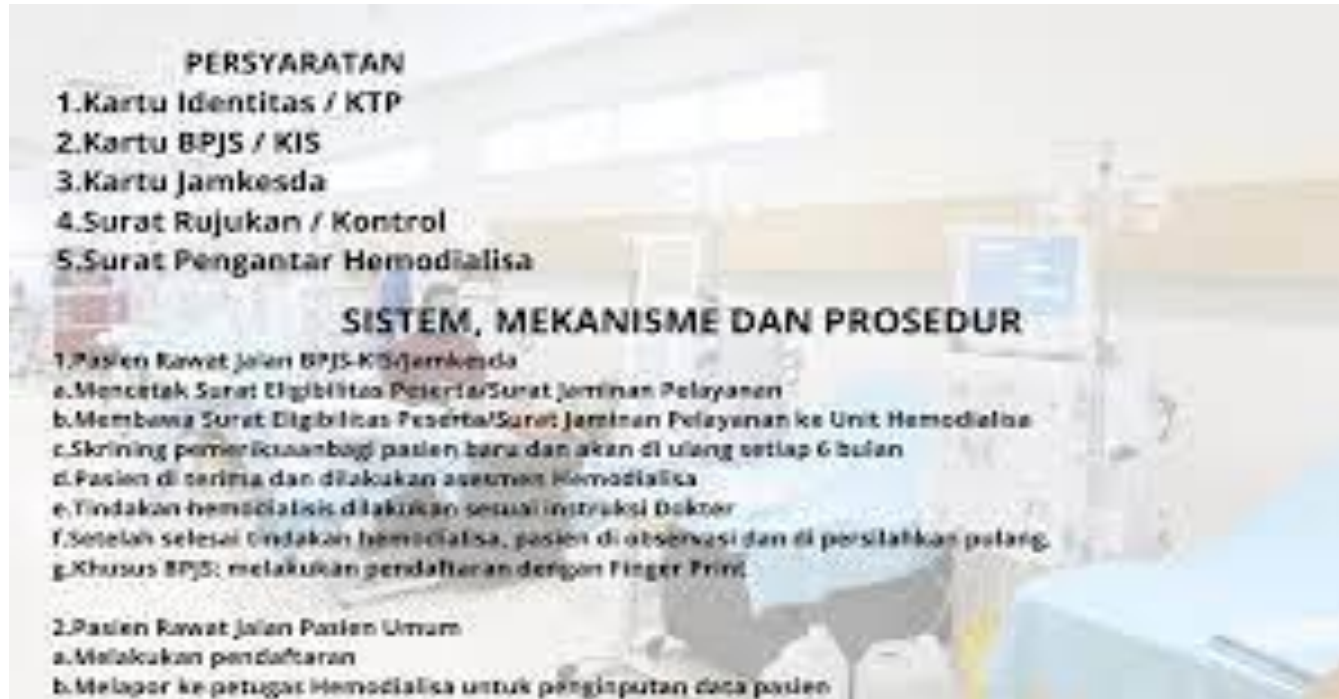 PERSYARATAN
1.Kartu Identitas / KTP
2.Kartu BPJS / KIS
3.Kartu Jamkesda
4.Surat Rujukan / Kontrol
5.Surat Pengantar Hemodialisa
SISTEM, MEKANISME DAN PROSEDUR
1.Pasien Rawat Jalan BPJS-KIS/Jamkesda
a.Mencetak Surat Eligibilitas Peserta/Surat Jaminan Pelayanan
b.Membawa Surat Eligibilitas Peserta/Surat Jaminan Pelayanan ke Unit Hemodialisa
c.Skrining pemeriksaanbagi pasien baru dan akan di ulang setiap 6 bulan
d.Pasien di terima dan dilakukan asesmen Hemodialisa
e.Tindakan hemodialisis dilakukan sesuai instruksi Dokter
f.Setelah selesai tindakan hemodialisa, pasien di observasi dan di persilahkan pulang.
g.Khusus BPJS: melakukan pendaftaran dengan Finger Print
2.Pasien Rawat Jalan Pasien Umum
a.Melakukan pendaftaran
b.Melapor ke petugas Hemodialisa untuk penginputan data pasien